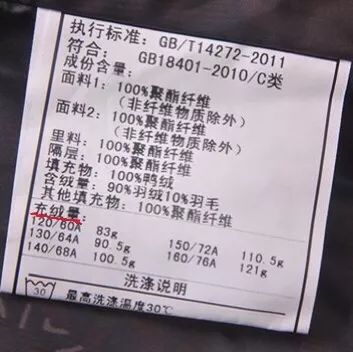 执行标准：GB/T14272-2011
符合：GB18401-2010/C类
成份含量：
面料1：100%聚酯纤维
（非纤维物质除外）
面料2：100%聚酯纤维
（非纤维物质除外）
里料：100%聚酯纤维
隔层：100%聚酯纤维
填充物：100%鸭绒
含绒量：90%羽绒10%羽毛
其他填充物：100%聚酯纤维
充绒量：
120/60A 83g
130/64A 90.5g 150/72A 110.5g
140/68A 100.5g 160/76A 121g
洗涤说明
30 最高洗涤温度30℃